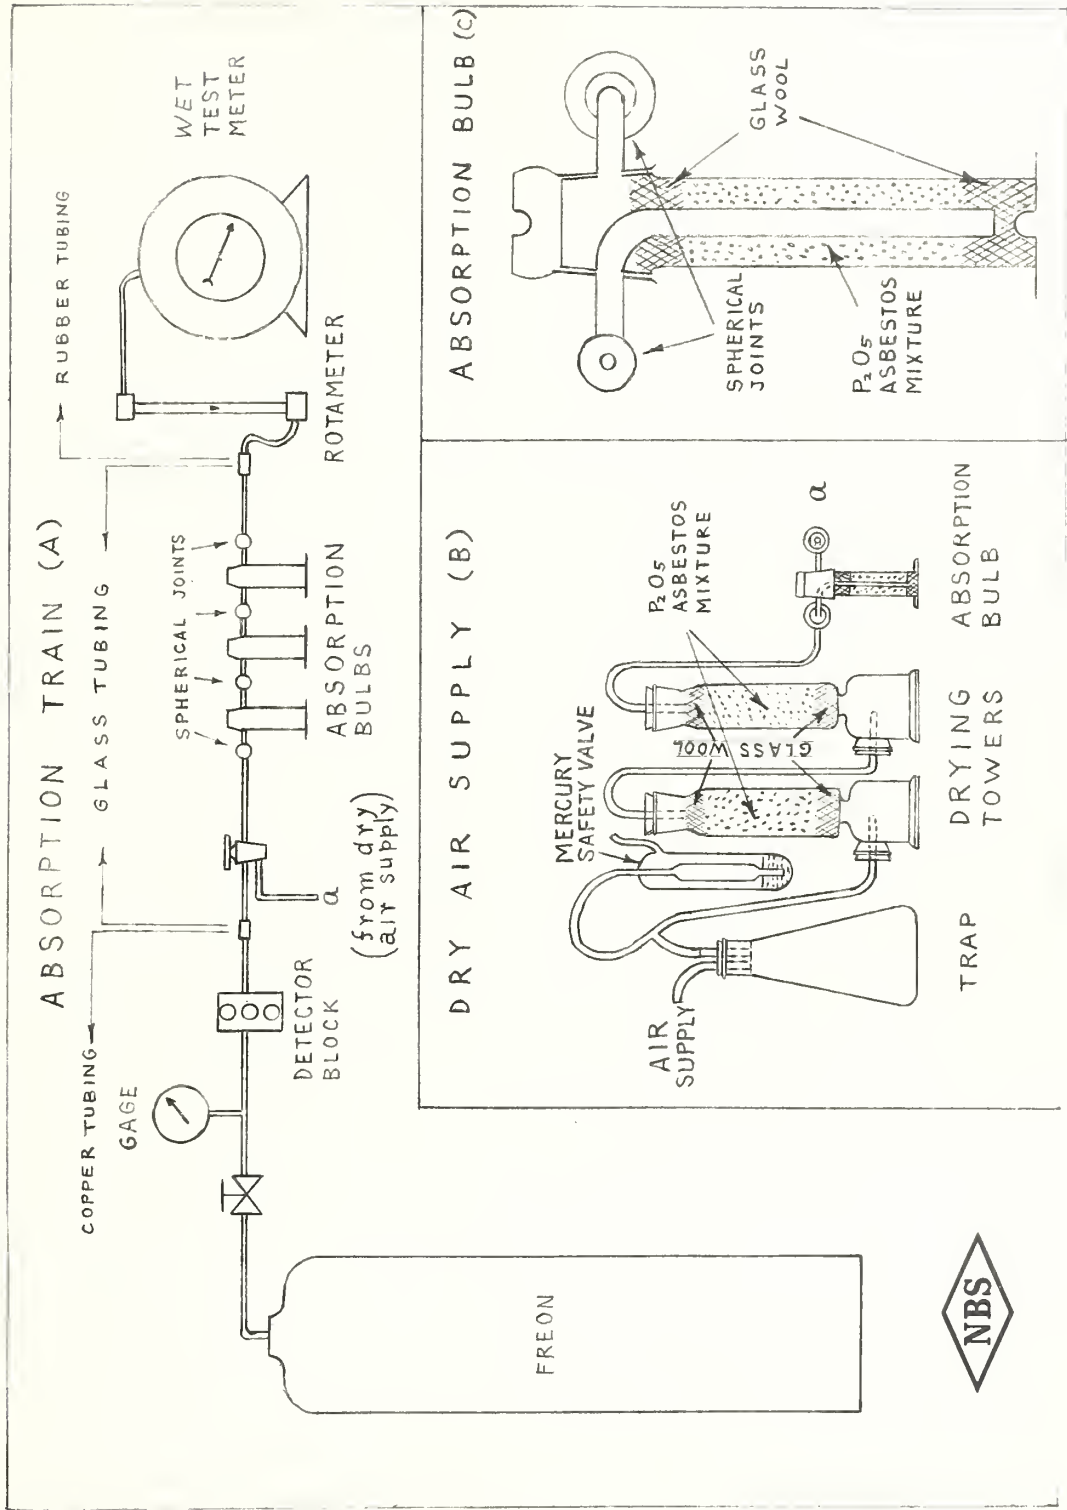 ABSORPTION TRAIN (A)
COPPER TUBING
GLASS TUBING
RUBBER TUBING
GAGE
SPHERICAL JOINTS
WET
TEST
METER
DETECTOR
BLOCK
a
(from dry
air supply)
ABSORPTION
BULBS
ROTAMETER
FREON
NBS
DRY AIR SUPPLY (B)
AIR
SUPPLY
MERCURY
SAFETY VALVE
GLASS WOOL
P₂O₅
ASBESTOS
MIXTURE
a
TRAP
DRYING
TOWERS
ABSORPTION
BULB
ABSORPTION BULB (C)
SPHERICAL
JOINTS
GLASS
WOOL
P₂O₅
ASBESTOS
MIXTURE